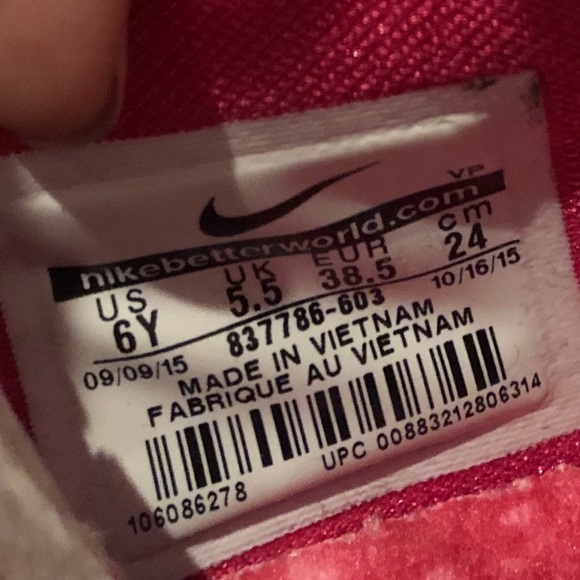 VP
nikebetterworld.com
US UK EUR cm
6Y 5.5 38.5 24
09/09/15 837786-603 10/16/15
MADE IN VIETNAM
FABRIQUE AU VIETNAM
UPC 00883212806314
106086278